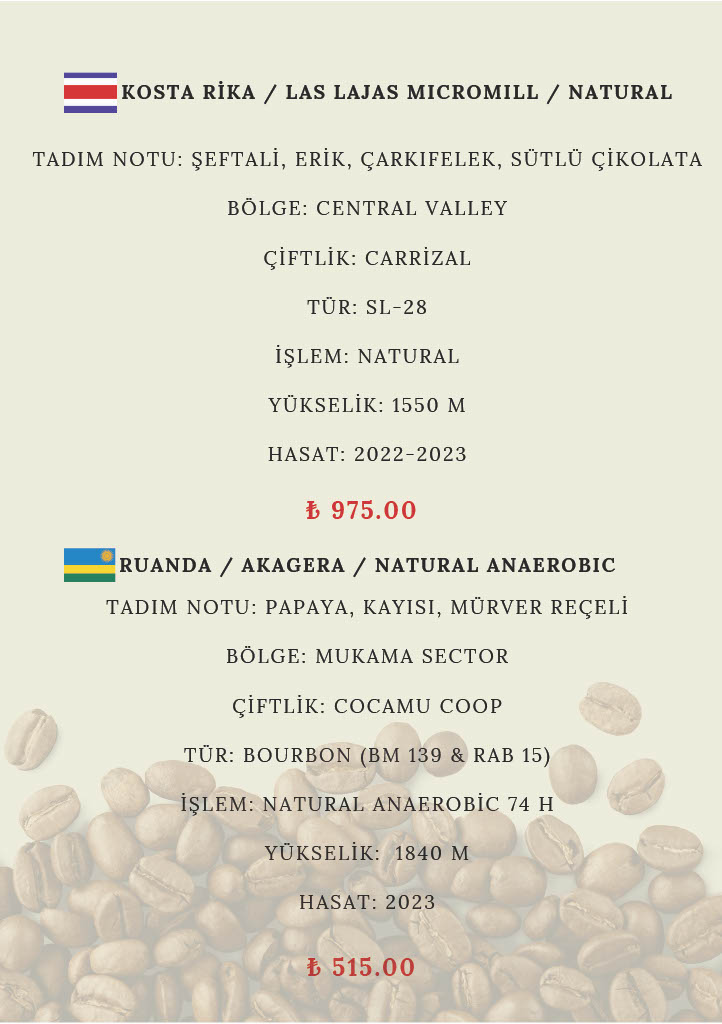 KOSTA RİKA / LAS LAJAS MICROMILL / NATURAL
TADIM NOTU: ŞEFTALİ, ERİK, ÇARKIFELEK, SÜTLÜ ÇİKOLATA
BÖLGE: CENTRAL VALLEY
ÇİFTLİK: CARRİZAL
TÜR: SL-28
İŞLEM: NATURAL
YÜKSELİK: 1550 M
HASAT: 2022-2023
₺ 975.00
RUANDA / AKAGERA / NATURAL ANAEROBIC
TADIM NOTU: PAPAYA, KAYISI, MÜRVER REÇELİ
BÖLGE: MUKAMA SECTOR
ÇİFTLİK: COCAMU COOP
TÜR: BOURBON (BM 139 & RAB 15)
İŞLEM: NATURAL ANAEROBİC 74 H
YÜKSELİK: 1840 M
HASAT: 2023
₺ 515.00